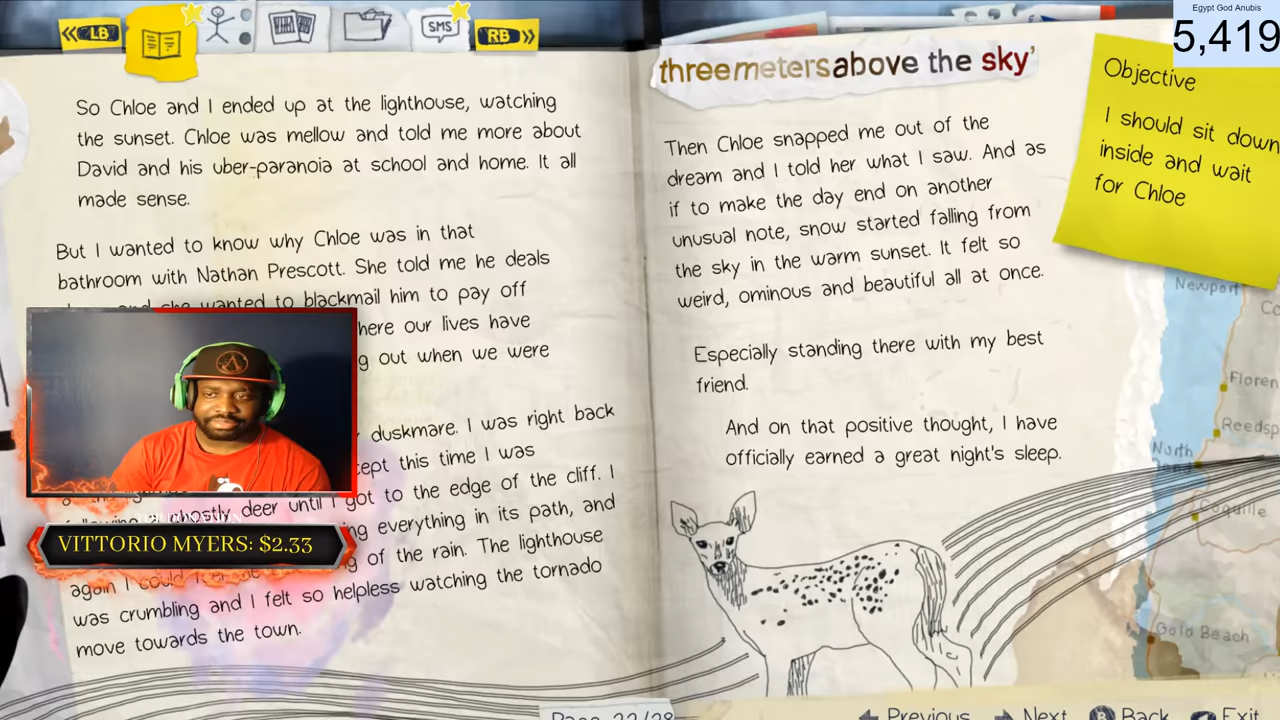 LB
SMS
RB
So Chloe and I ended up at the lighthouse, watching
the sunset. Chloe was mellow and told me more about
David and his uber-paranoia at school and home. It all
made sense.
But I wanted to know why Chloe was in that
bathroom with Nathan Prescott. She told me he deals
and she wanted to blackmail him to pay off
here our lives have
g out when we were
duskmare. I was right back
cept this time I was
a ghostly deer until I got to the edge of the cliff. I
ng everything in its path, and
again I could
g of the rain. The lighthouse
was crumbling and I felt so helpless watching the tornado
move towards the town.
VITTORIO MYERS: $2.33
three meters above the sky'
Then Chloe snapped me out of the
dream and I told her what I saw. And as
if to make the day end on another
unusual note, snow started falling from
the sky in the warm sunset. It felt so
weird, ominous and beautiful all at once.
Especially standing there with my best
friend.
And on that positive thought, I have
officially earned a great night's sleep.
Egypt God Anubis
5,419
Objective
I should sit down
inside and wait
for Chloe
Newport
Co
Floren
Reedsp
North
Coquille
Gold Beach
Page 22/28
Previous
Next
B Back
Exit